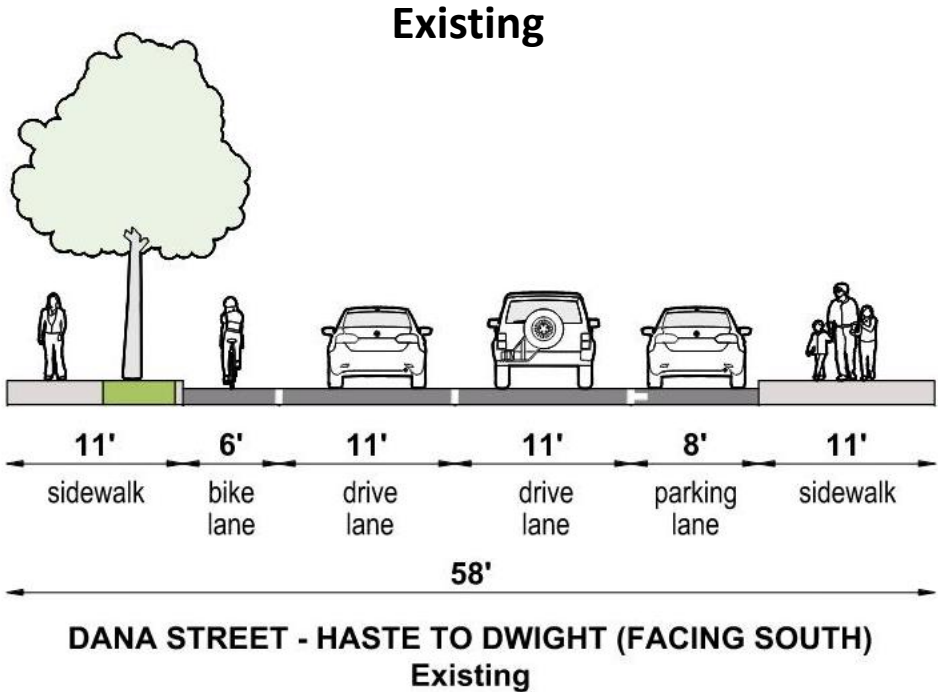 Existing
11' 6' 11' 11' 8' 11'
sidewalk bike lane drive lane drive lane parking lane sidewalk
58'
DANA STREET - HASTE TO DWIGHT (FACING SOUTH)
Existing